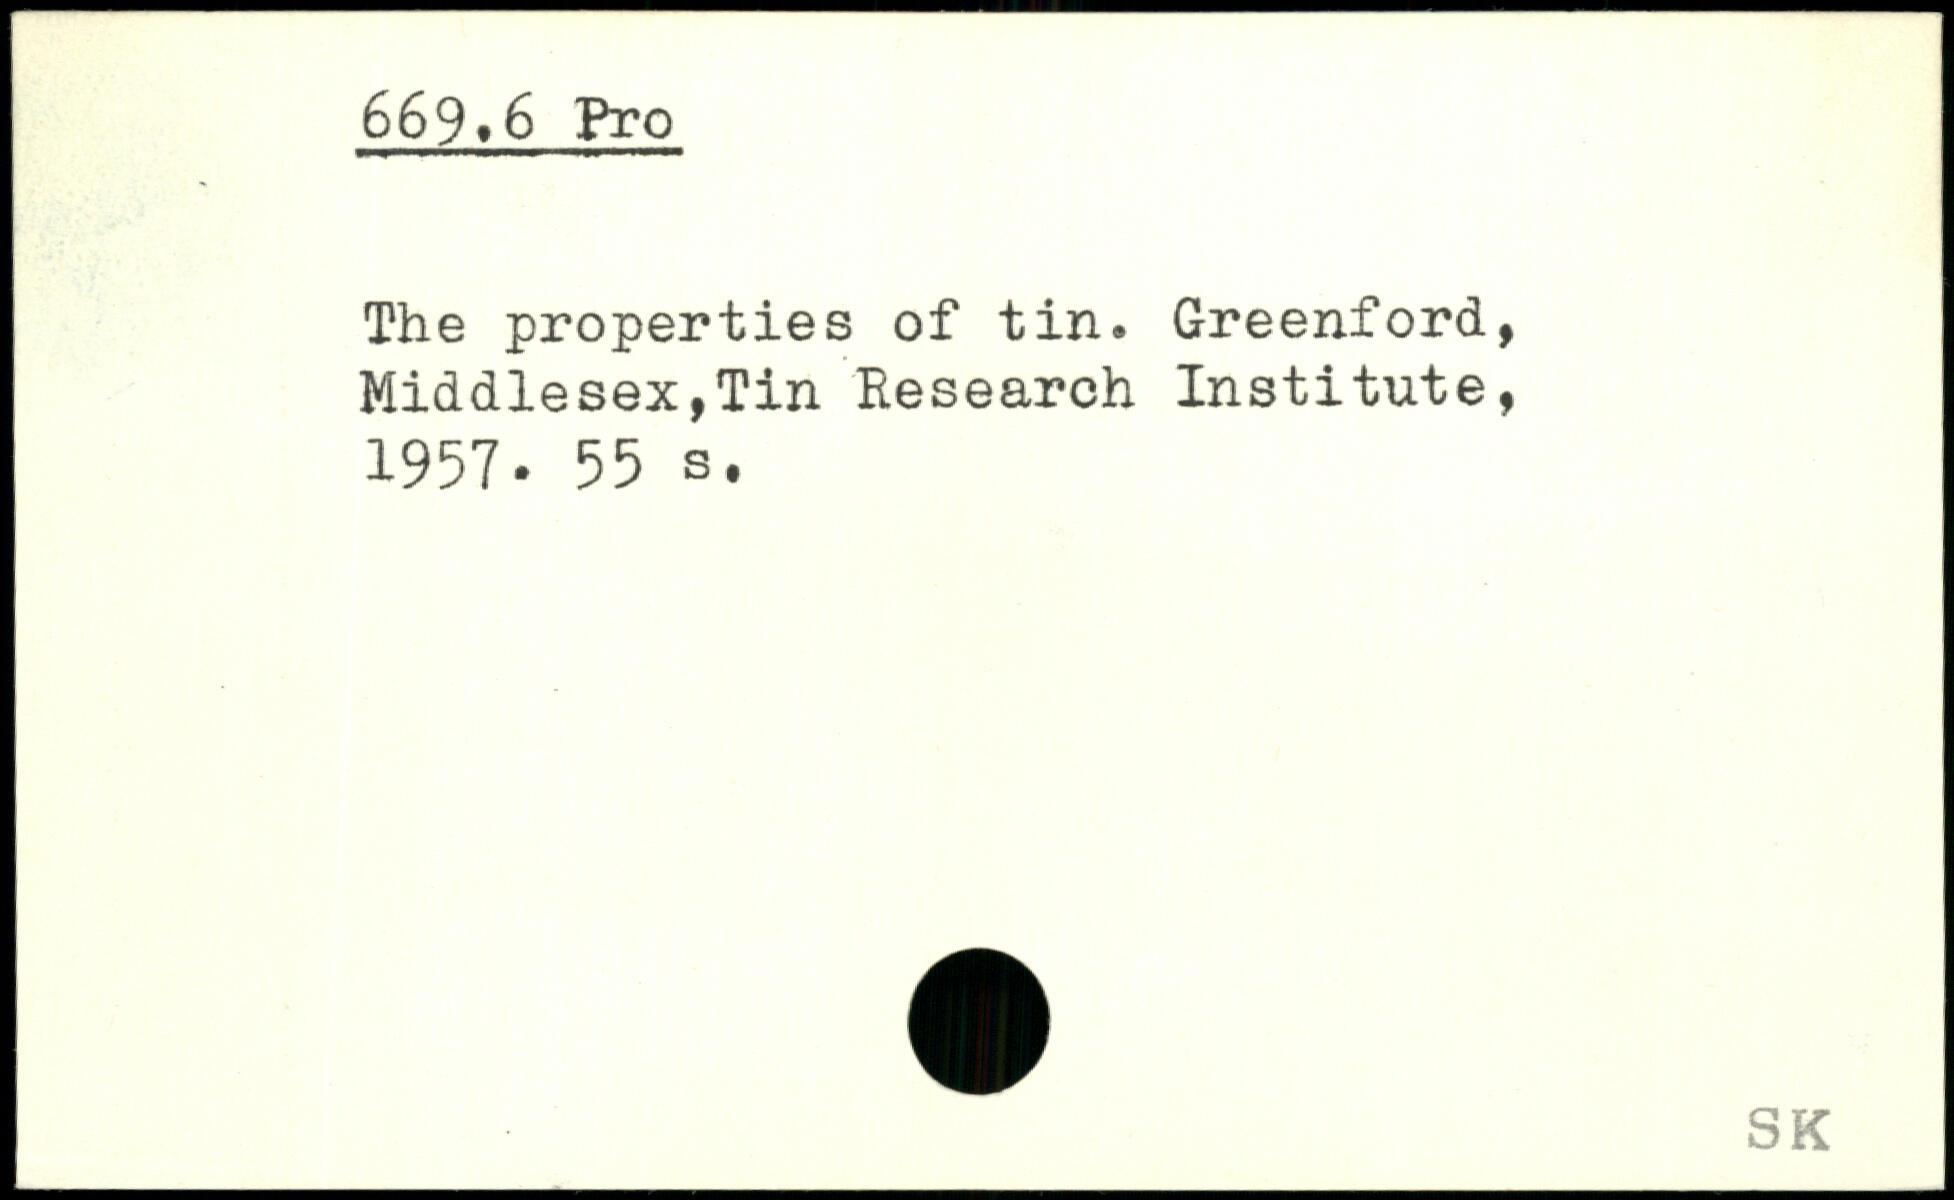 669.6 Pro
The properties of tin. Greenford,
Middlesex,Tin Research Institute,
1957. 55 s.
SK